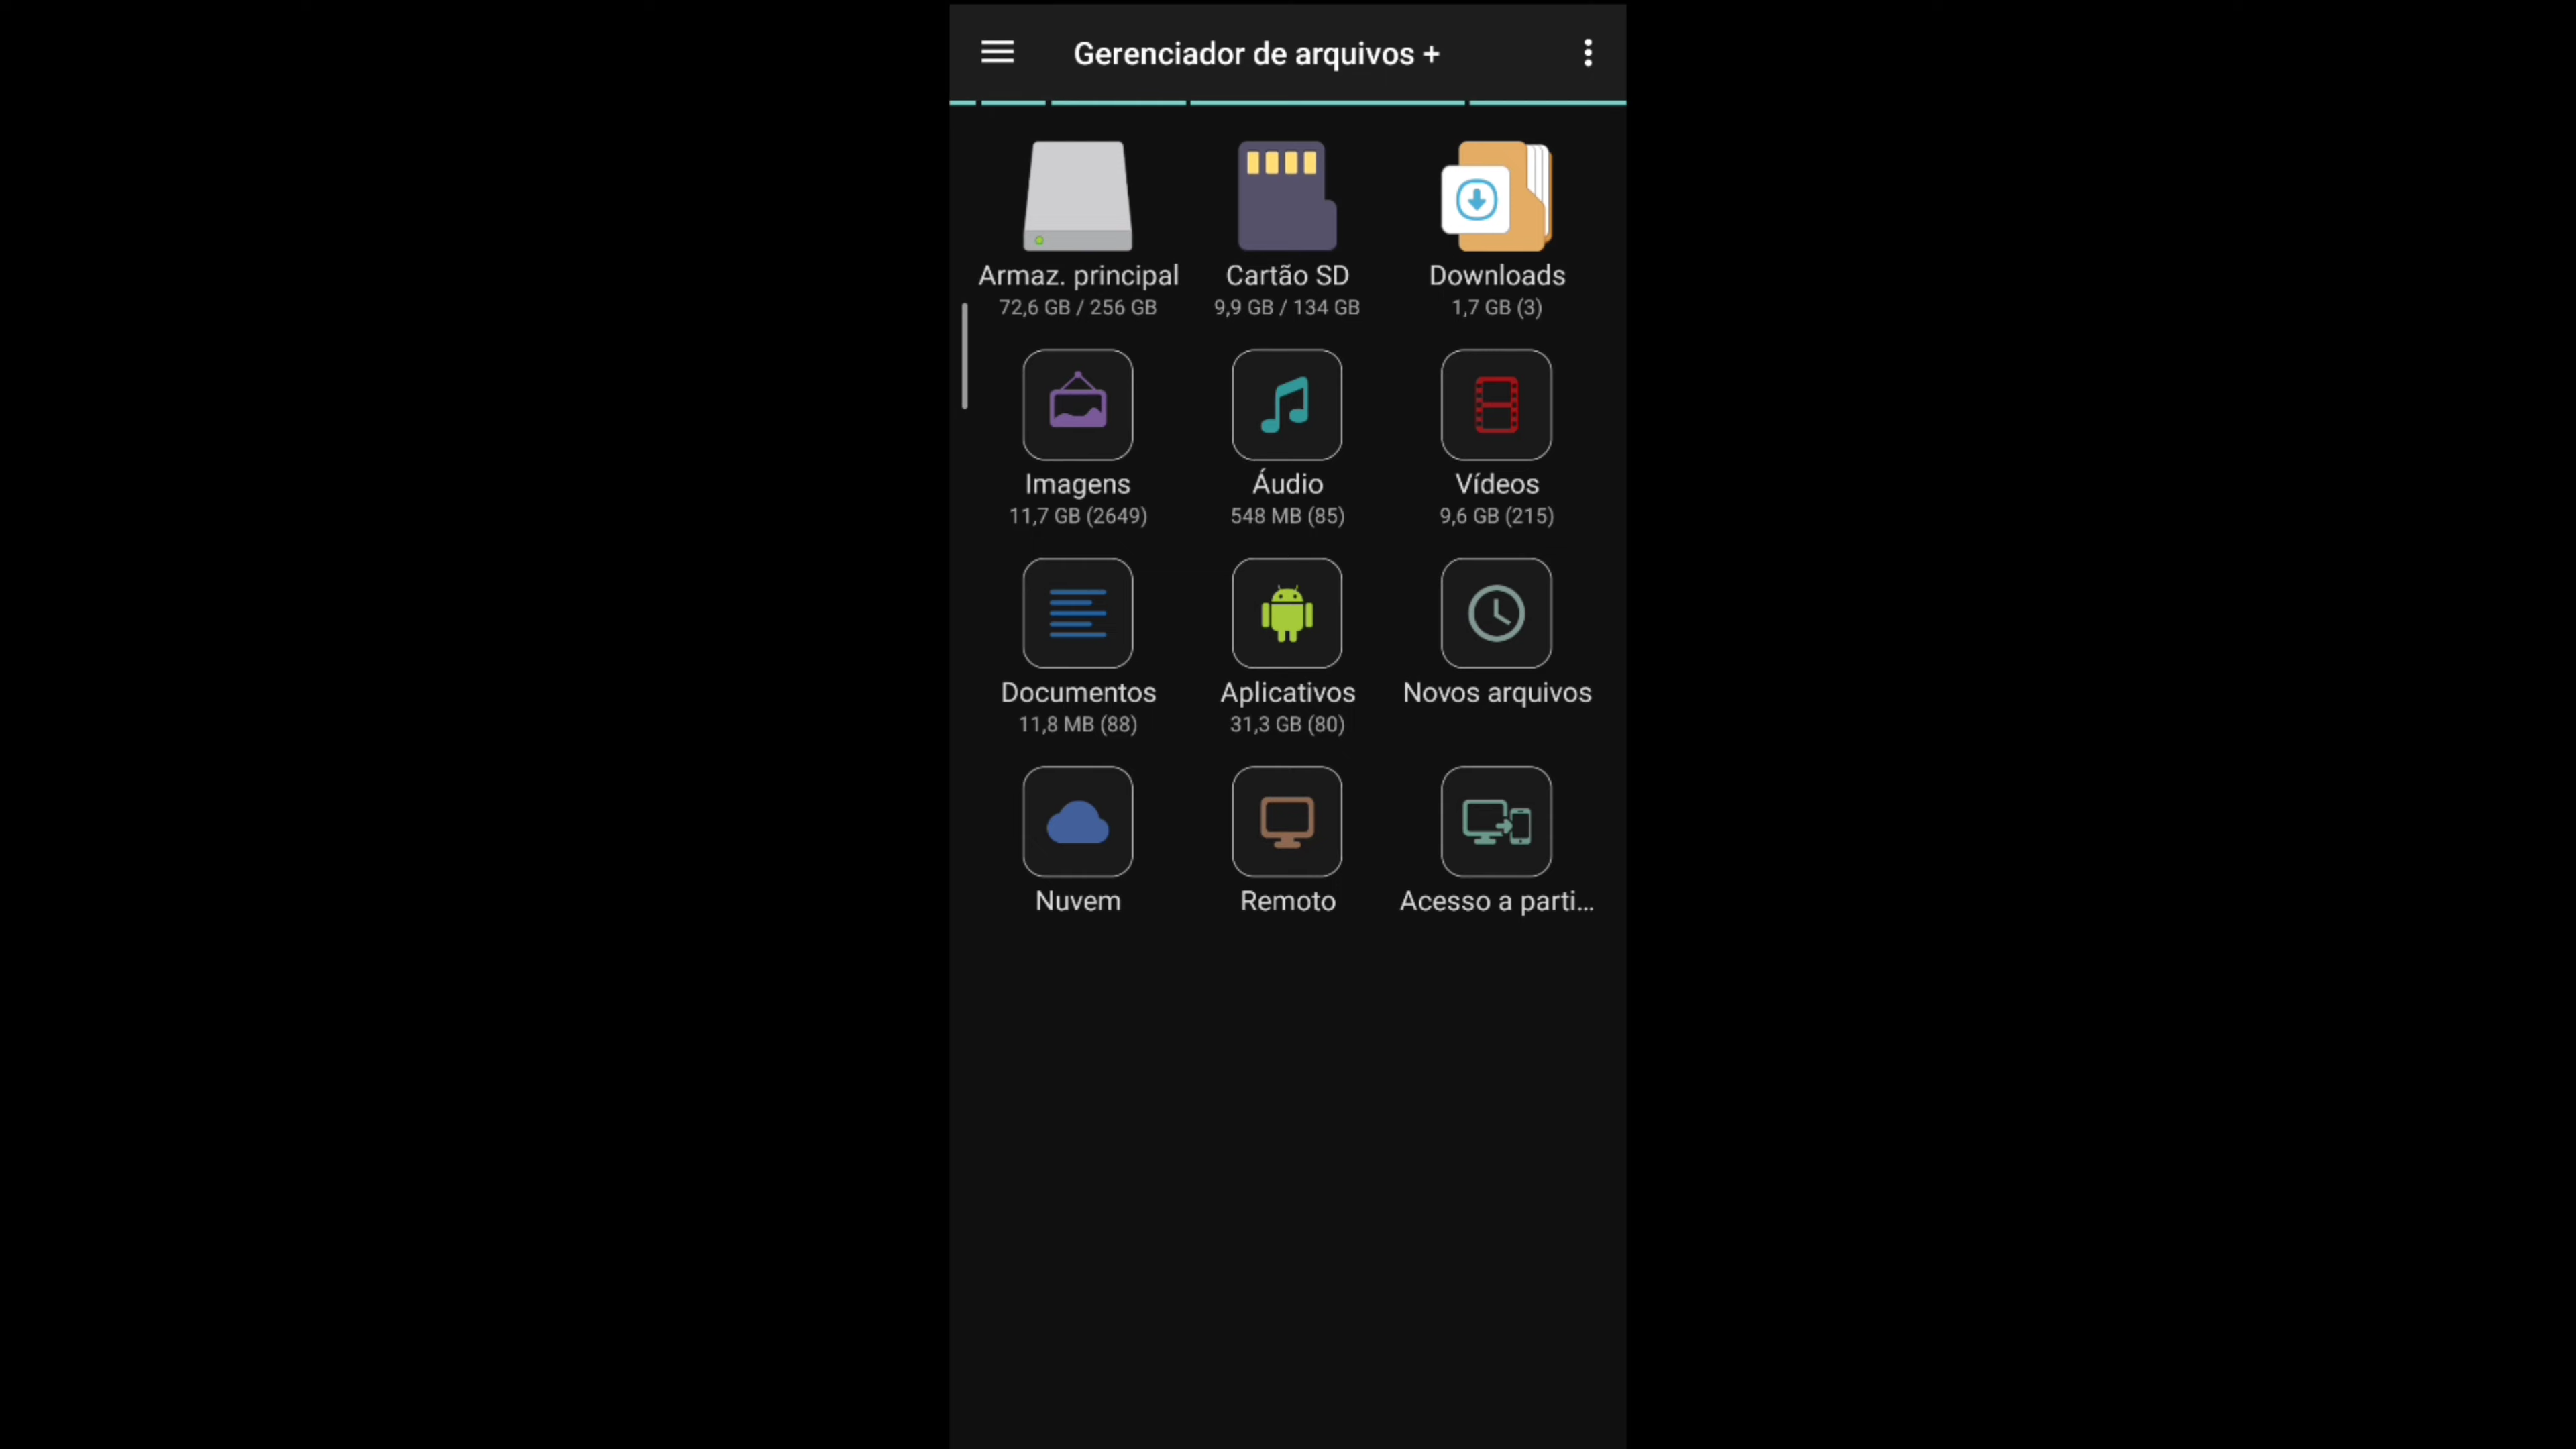 Gerenciador de arquivos +
Armaz. principal
72,6 GB / 256 GB
Cartão SD
9,9 GB / 134 GB
Downloads
1,7 GB (3)
Imagens
11,7 GB (2649)
Áudio
548 MB (85)
Vídeos
9,6 GB (215)
Documentos
11,8 MB (88)
Aplicativos
31,3 GB (80)
Novos arquivos
Nuvem
Remoto
Acesso a parti...